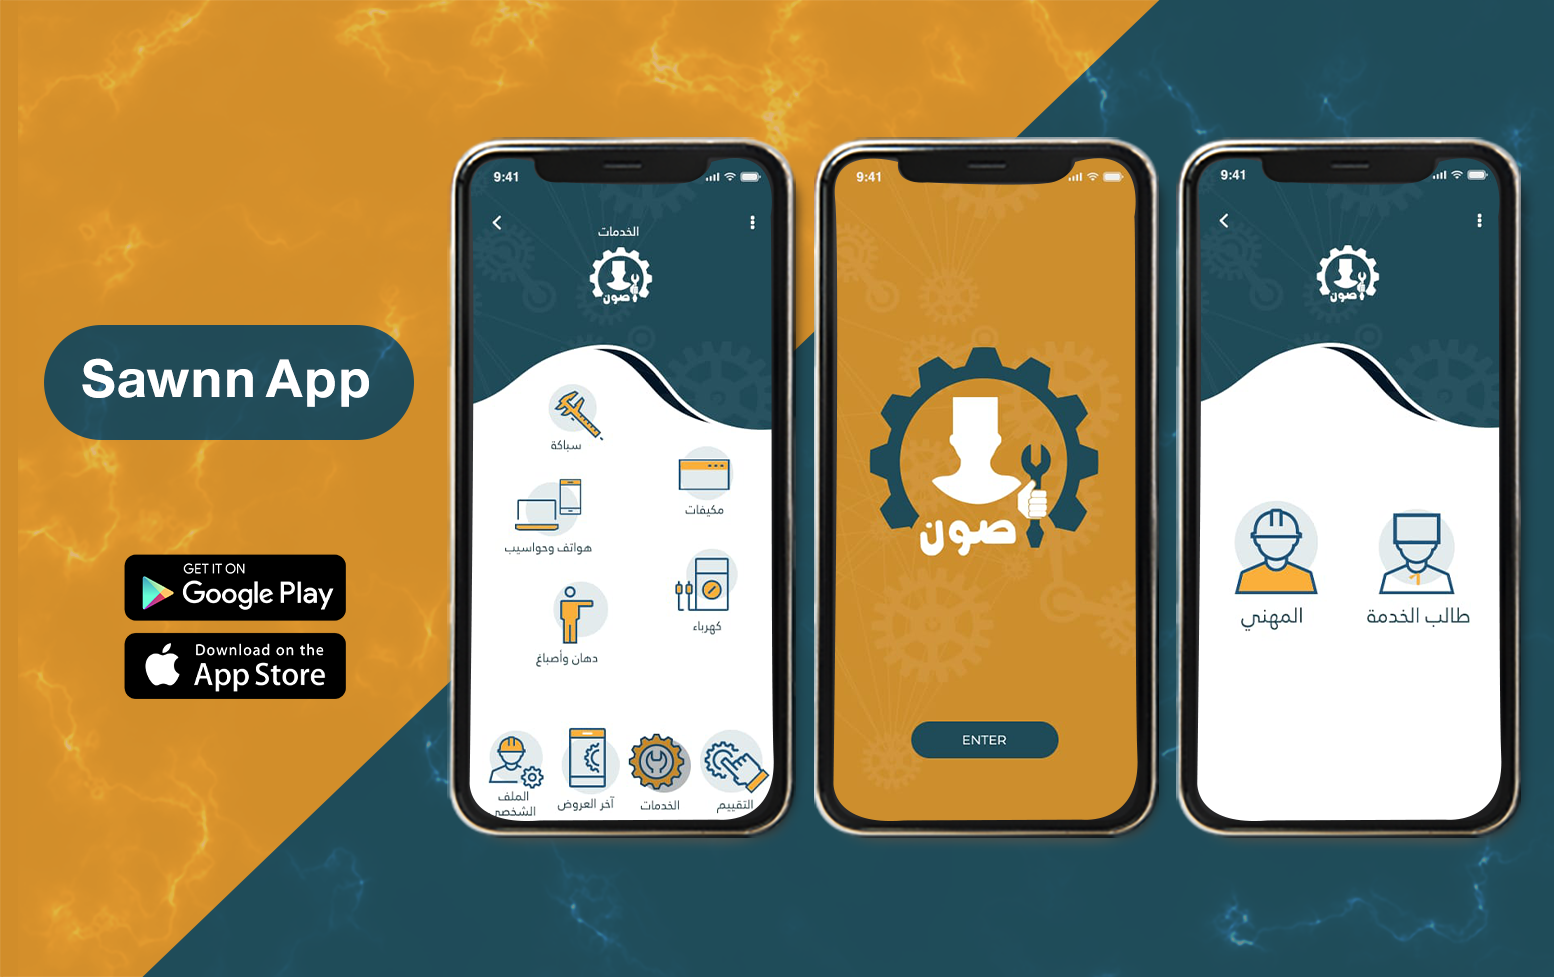 Sawnn App
GET IT ON
Google Play
Download on the
App Store
9:41
الخدمات
صون
سباكة
مكيفات
هواتف وحواسيب
كهرباء
دهان وأصباغ
التقييم
الخدمات
آخر العروض
الملف
الشخصي
9:41
صون
ENTER
9:41
صون
طالب الخدمة
المهني